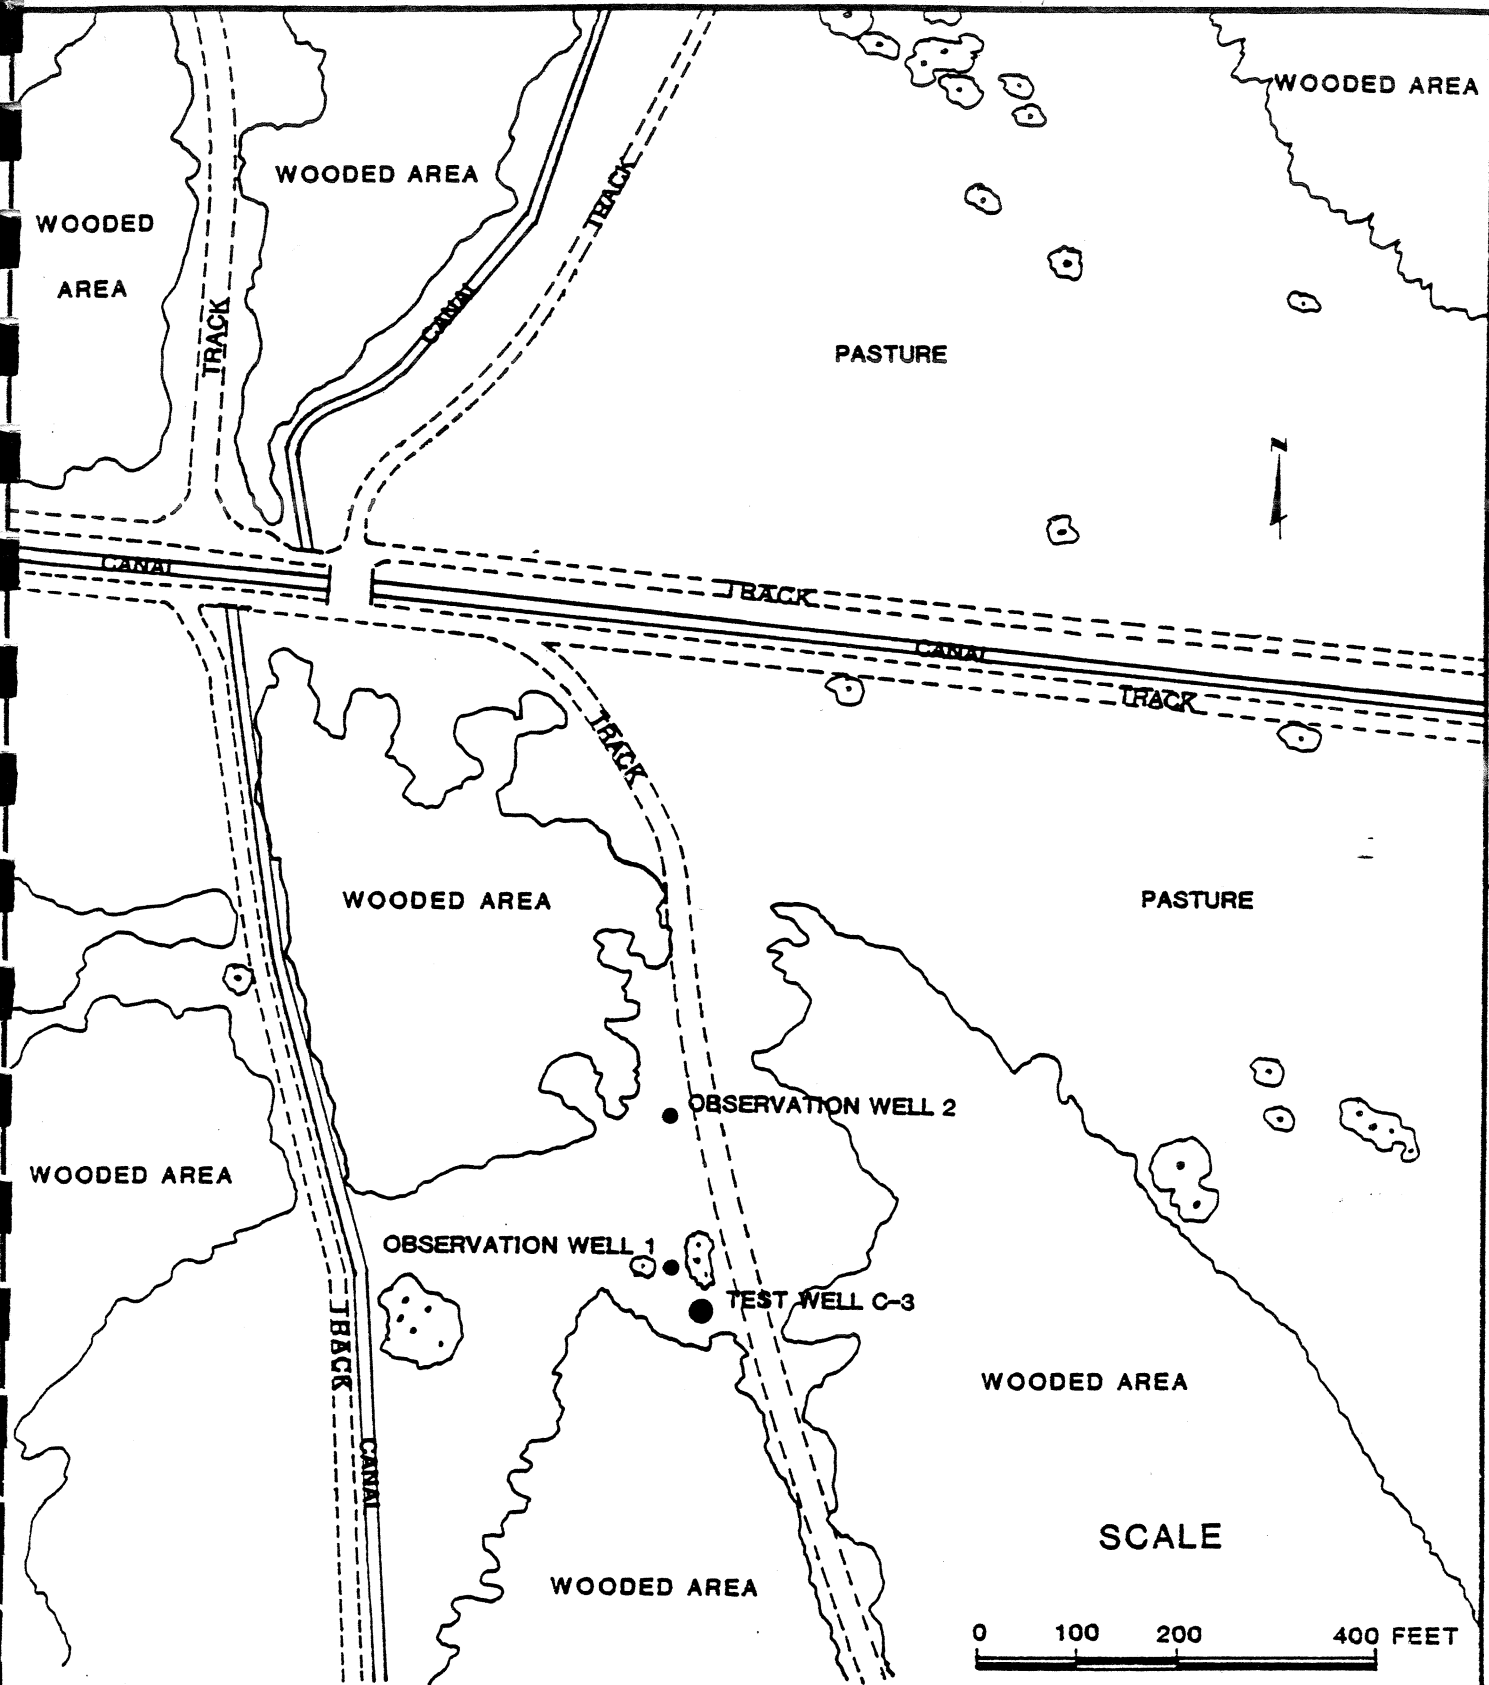 WOODED AREA
WOODED AREA
TRACK
WOODED
AREA
CANAL
TRACK
PASTURE
N
CANAL
TRACK
CANAL
TRACK
TRACK
WOODED AREA
PASTURE
OBSERVATION WELL 2
WOODED AREA
OBSERVATION WELL 1
TEST WELL C-3
TRACK
WOODED AREA
CANAL
SCALE
WOODED AREA
0 100 200 400 FEET